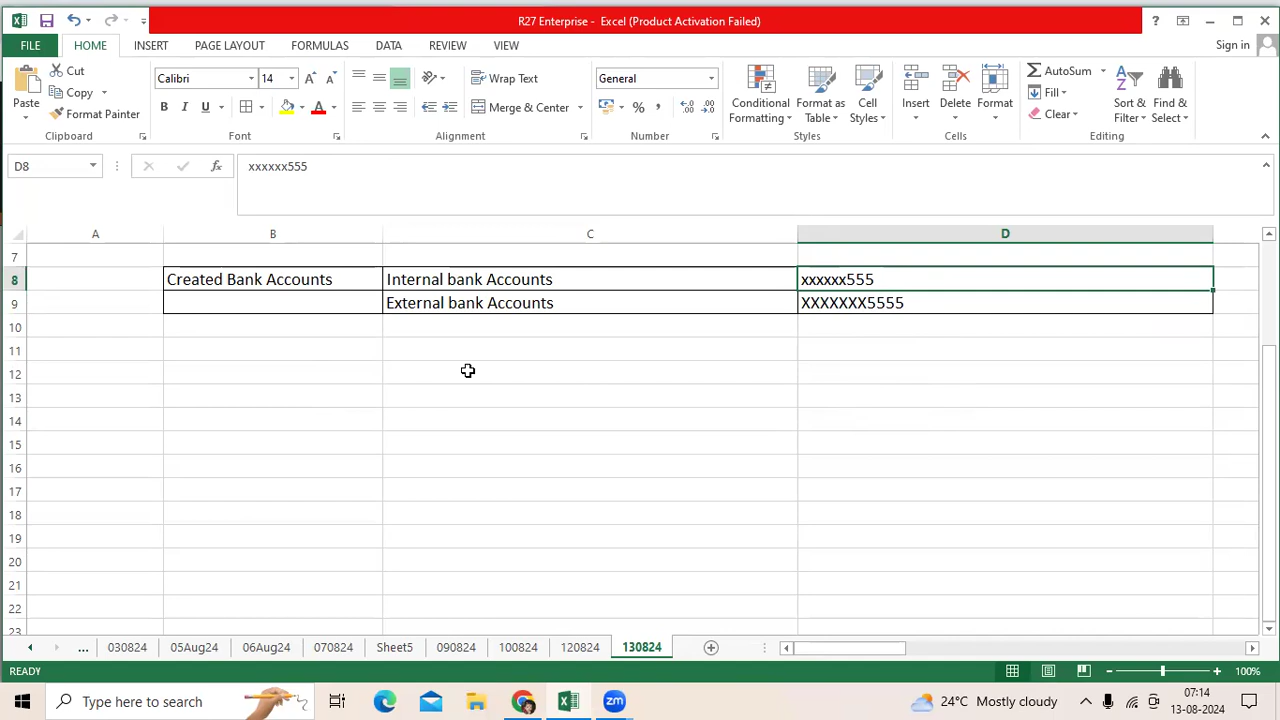 R27 Enterprise - Excel (Product Activation Failed)
FILE HOME INSERT PAGE LAYOUT FORMULAS DATA REVIEW VIEW Sign in
Paste Cut Copy Format Painter
Clipboard
Calibri 14
B I U
Font
Wrap Text
Merge & Center
Alignment
General
%
Number
Conditional Formatting
Format as Table
Cell Styles
Styles
Insert Delete Format
Cells
AutoSum
Fill
Clear
Sort & Filter
Find & Select
Editing
D8 fx xxxxxx555
A B C D
7
8 Created Bank Accounts Internal bank Accounts xxxxxx555
9 External bank Accounts XXXXXXX5555
10
11
12
13
14
15
16
17
18
19
20
21
22
23
... 030824 05Aug24 06Aug24 070824 Sheet5 090824 100824 120824 130824
READY 100%
Type here to search 24°C Mostly cloudy 07:14
13-08-2024